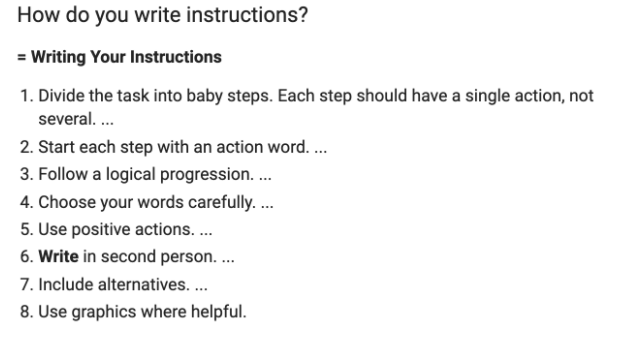 How do you write instructions?
= Writing Your Instructions
1. Divide the task into baby steps. Each step should have a single action, not
several. ...
2. Start each step with an action word. ...
3. Follow a logical progression. ...
4. Choose your words carefully. ...
5. Use positive actions. ...
6. Write in second person. ...
7. Include alternatives. ...
8. Use graphics where helpful.